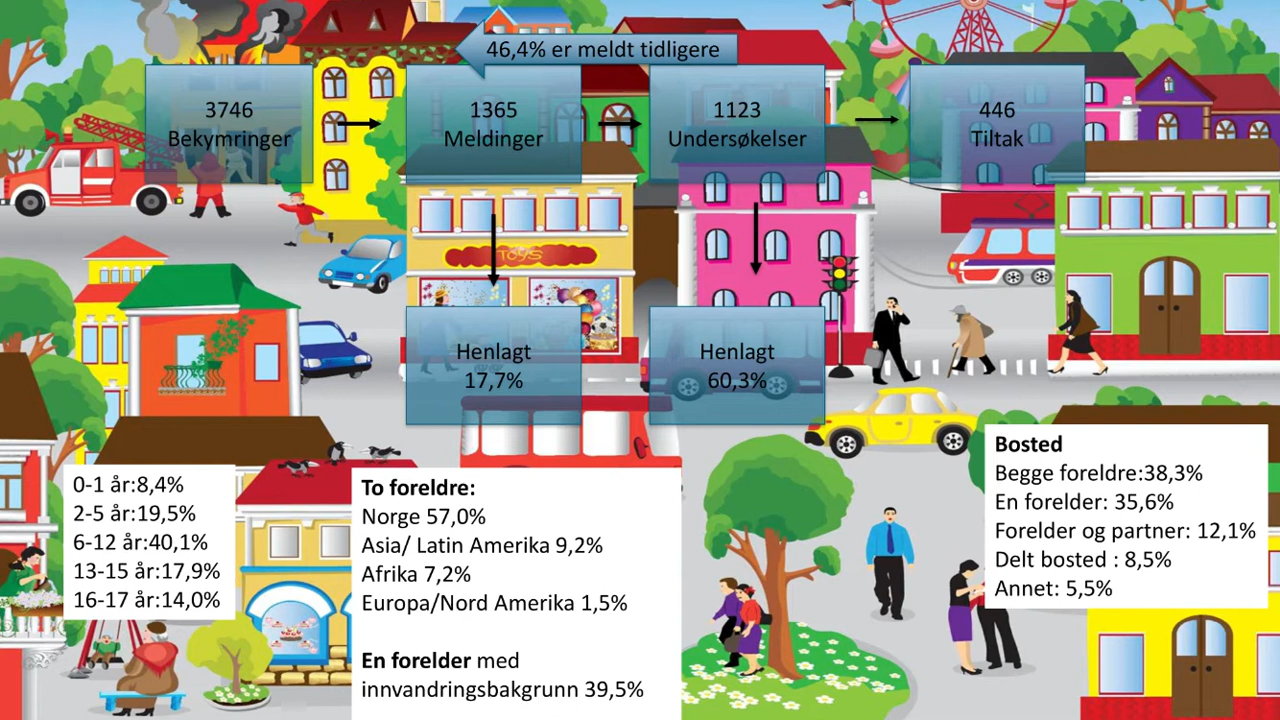 46,4% er meldt tidligere
3746
Bekymringer
1365
Meldinger
1123
Undersøkelser
446
Tiltak
TOYS
Henlagt
17,7%
Henlagt
60,3%
0-1 år:8,4%
2-5 år:19,5%
6-12 år:40,1%
13-15 år:17,9%
16-17 år:14,0%
To foreldre:
Norge 57,0%
Asia/ Latin Amerika 9,2%
Afrika 7,2%
Europa/Nord Amerika 1,5%
En forelder med
innvandringsbakgrunn 39,5%
Bosted
Begge foreldre:38,3%
En forelder: 35,6%
Forelder og partner: 12,1%
Delt bosted : 8,5%
Annet: 5,5%